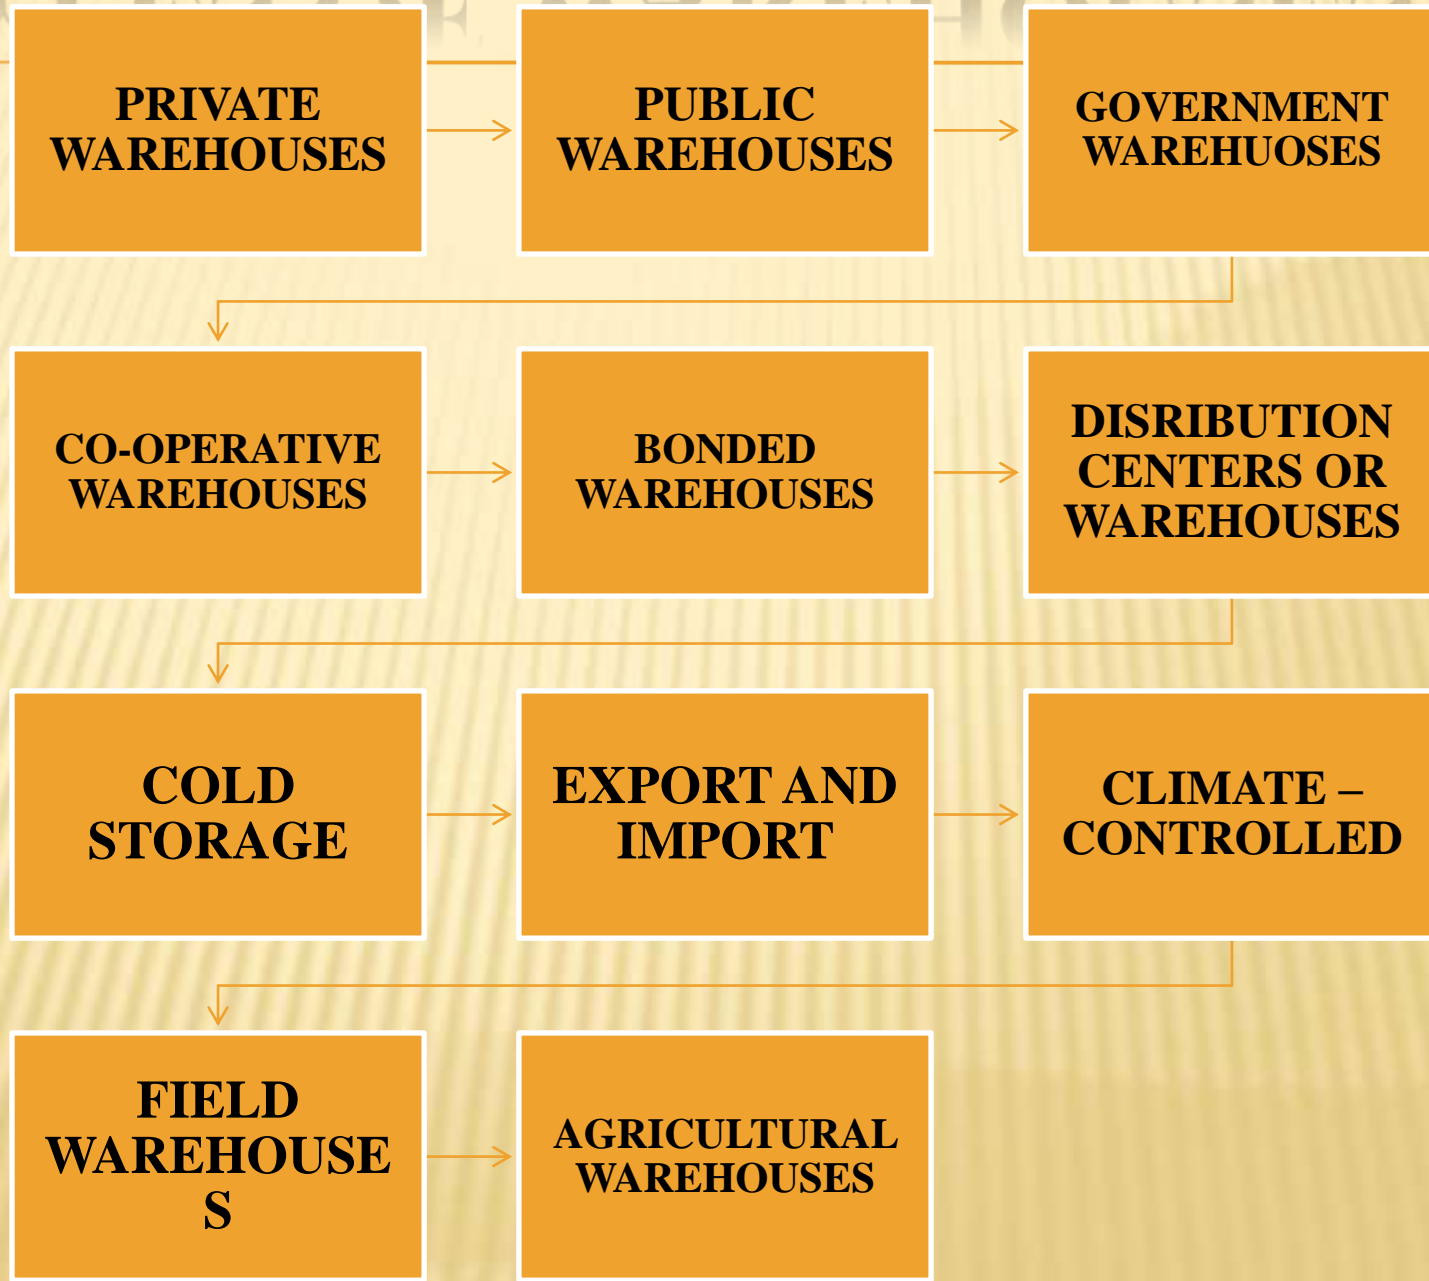 PRIVATE
WAREHOUSES
PUBLIC
WAREHOUSES
GOVERNMENT
WAREHUOSES
CO-OPERATIVE
WAREHOUSES
BONDED
WAREHOUSES
DISRIBUTION
CENTERS OR
WAREHOUSES
COLD
STORAGE
EXPORT AND
IMPORT
CLIMATE –
CONTROLLED
FIELD
WAREHOUSE
S
AGRICULTURAL
WAREHOUSES